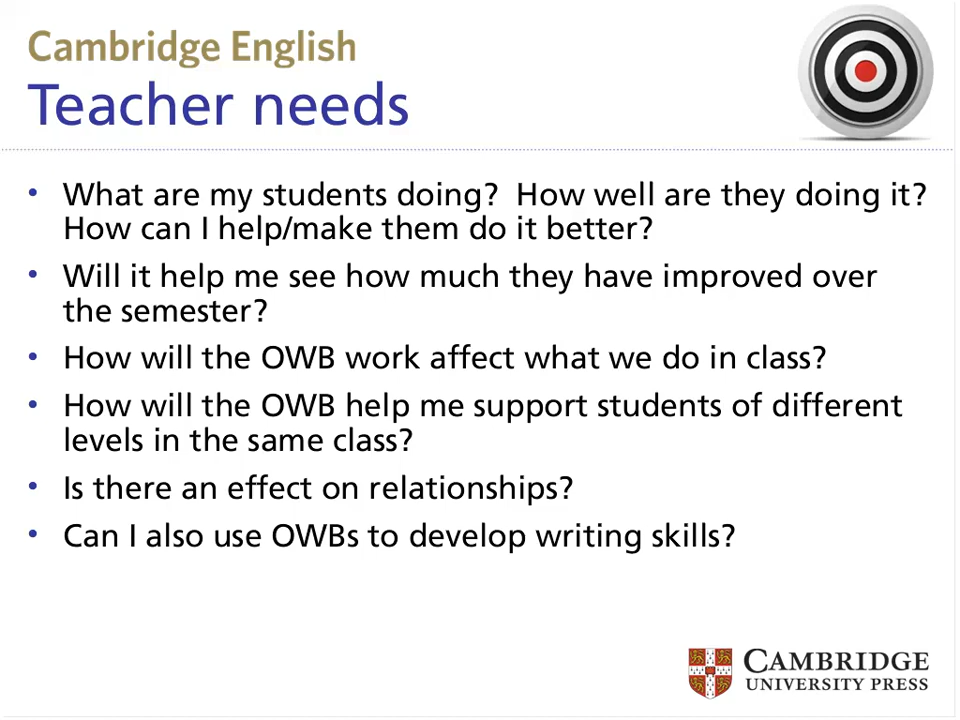 Cambridge English
Teacher needs
• What are my students doing?  How well are they doing it?
How can I help/make them do it better?
• Will it help me see how much they have improved over
the semester?
• How will the OWB work affect what we do in class?
• How will the OWB help me support students of different
levels in the same class?
• Is there an effect on relationships?
• Can I also use OWBs to develop writing skills?
CAMBRIDGE
UNIVERSITY PRESS